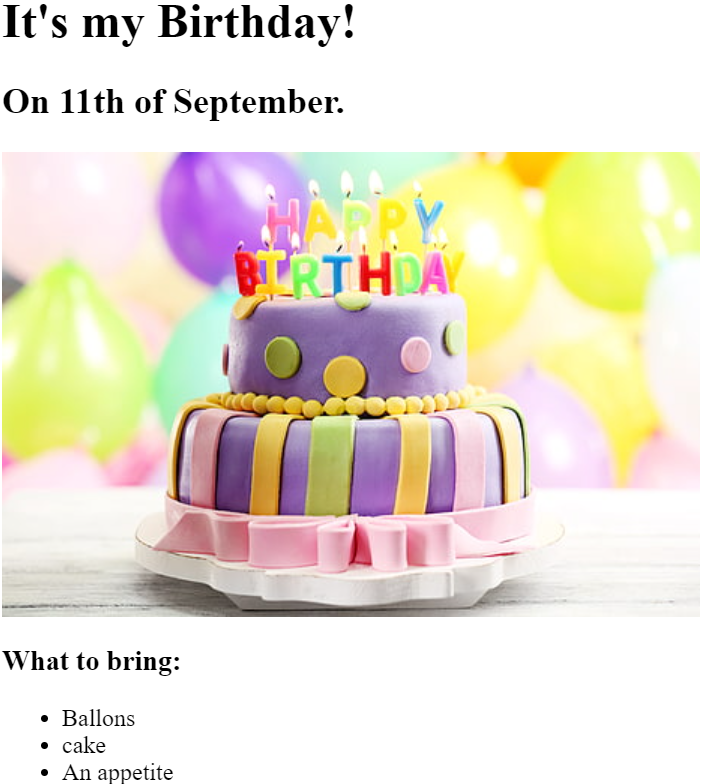 It's my Birthday!
On 11th of September.
HAPPY
BIRTHDAY
What to bring:
Ballons
cake
An appetite